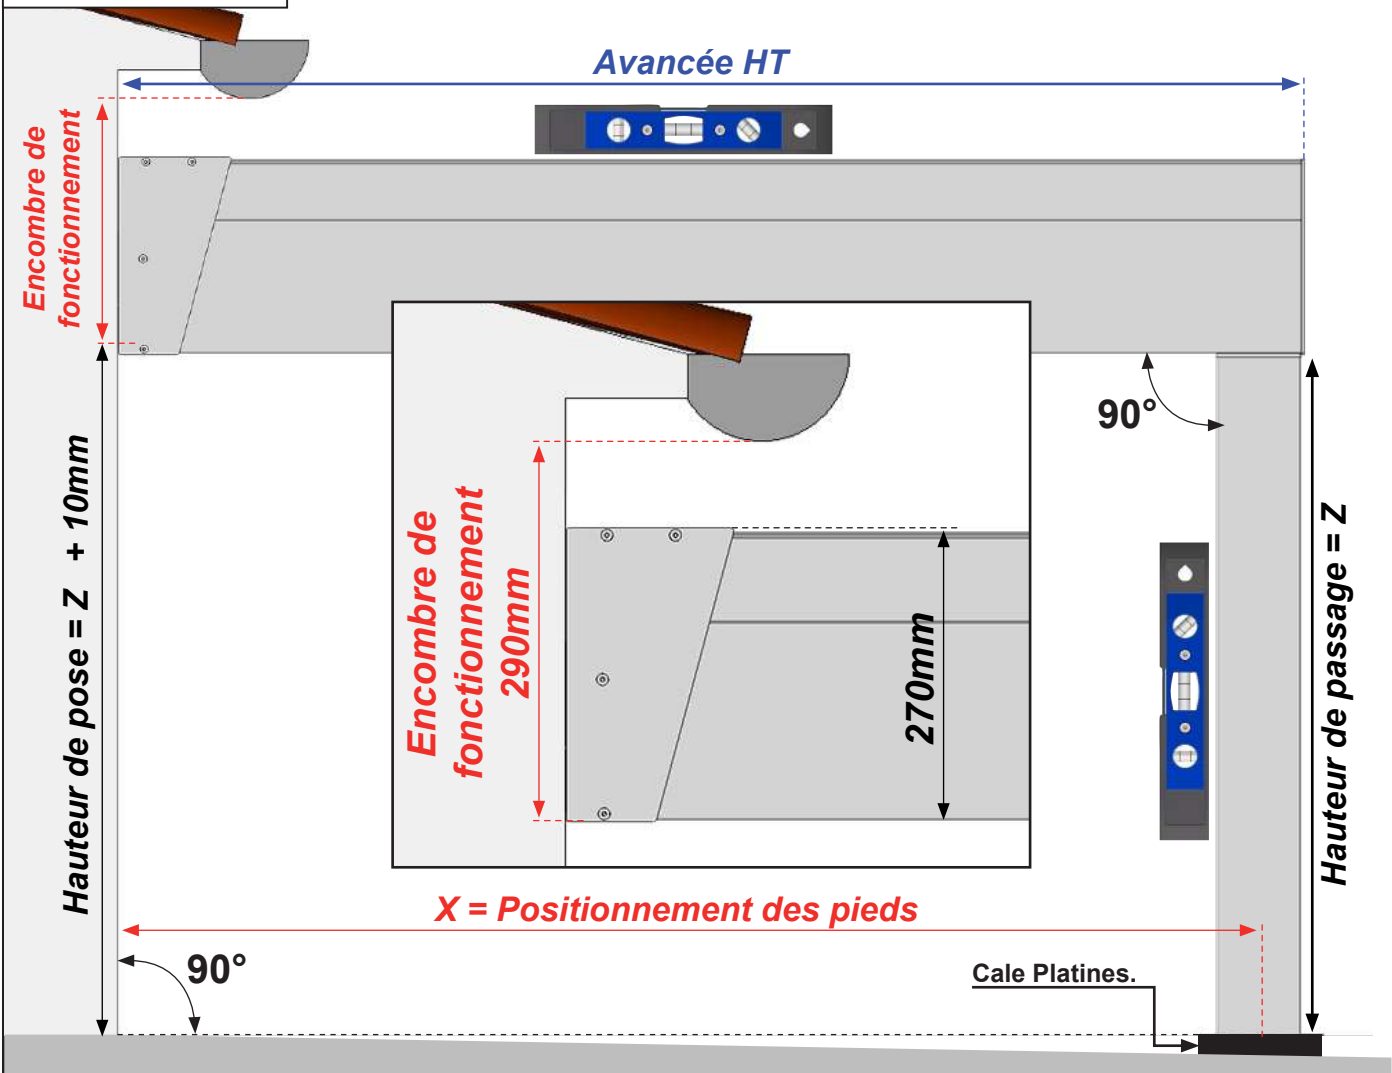 Avancée HT
Encombre de
fonctionnement
90°
Hauteur de pose = Z + 10mm
Encombre de
fonctionnement
290mm
270mm
Hauteur de passage = Z
X = Positionnement des pieds
90°
Cale Platines.